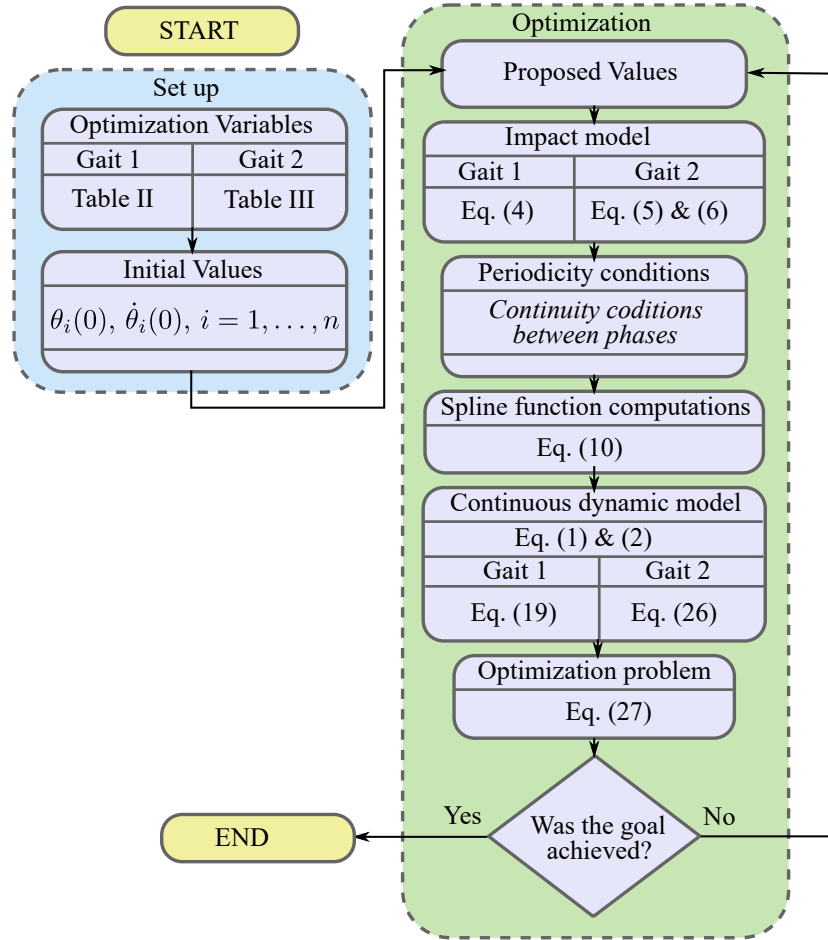 START
Set up
Optimization Variables
Gait 1 Gait 2
Table II Table III
Initial Values
θᵢ(0), θ̇ᵢ(0), i = 1, . . . , n
Optimization
Proposed Values
Impact model
Gait 1 Gait 2
Eq. (4) Eq. (5) & (6)
Periodicity conditions
Continuity coditions
between phases
Spline function computations
Eq. (10)
Continuous dynamic model
Eq. (1) & (2)
Gait 1 Gait 2
Eq. (19) Eq. (26)
Optimization problem
Eq. (27)
Was the goal
achieved?
Yes
No
END